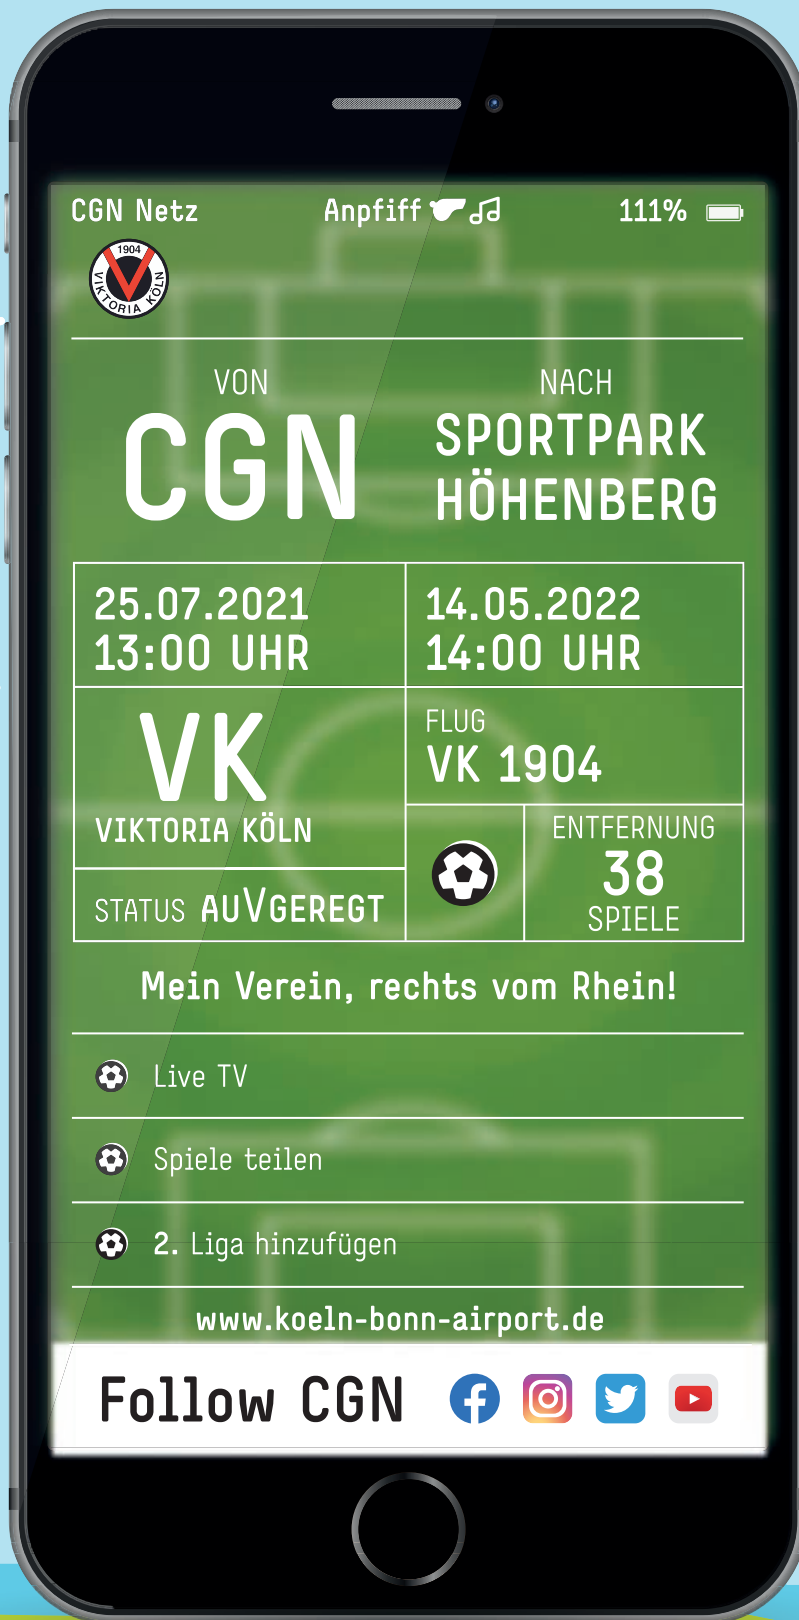 CGN Netz
Anpfiff
111%
1904
VIKTORIA KÖLN
VON
CGN
NACH
SPORTPARK
HÖHENBERG
25.07.2021
13:00 UHR
14.05.2022
14:00 UHR
VK
VIKTORIA KÖLN
FLUG
VK 1904
STATUS AUVGEREGT
ENTFERNUNG
38
SPIELE
Mein Verein, rechts vom Rhein!
Live TV
Spiele teilen
2. Liga hinzufügen
www.koeln-bonn-airport.de
Follow CGN